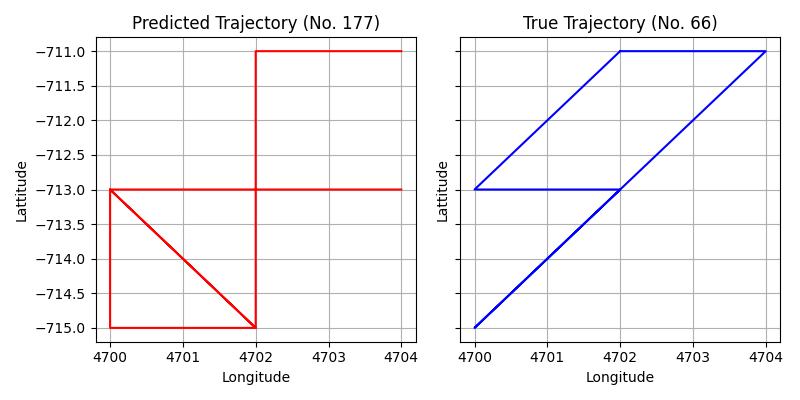 Predicted Trajectory (No. 177)
True Trajectory (No. 66)
Lattitude
−711.0
−711.5
−712.0
−712.5
−713.0
−713.5
−714.0
−714.5
−715.0
4700 4701 4702 4703 4704
Longitude
Lattitude
4700 4701 4702 4703 4704
Longitude